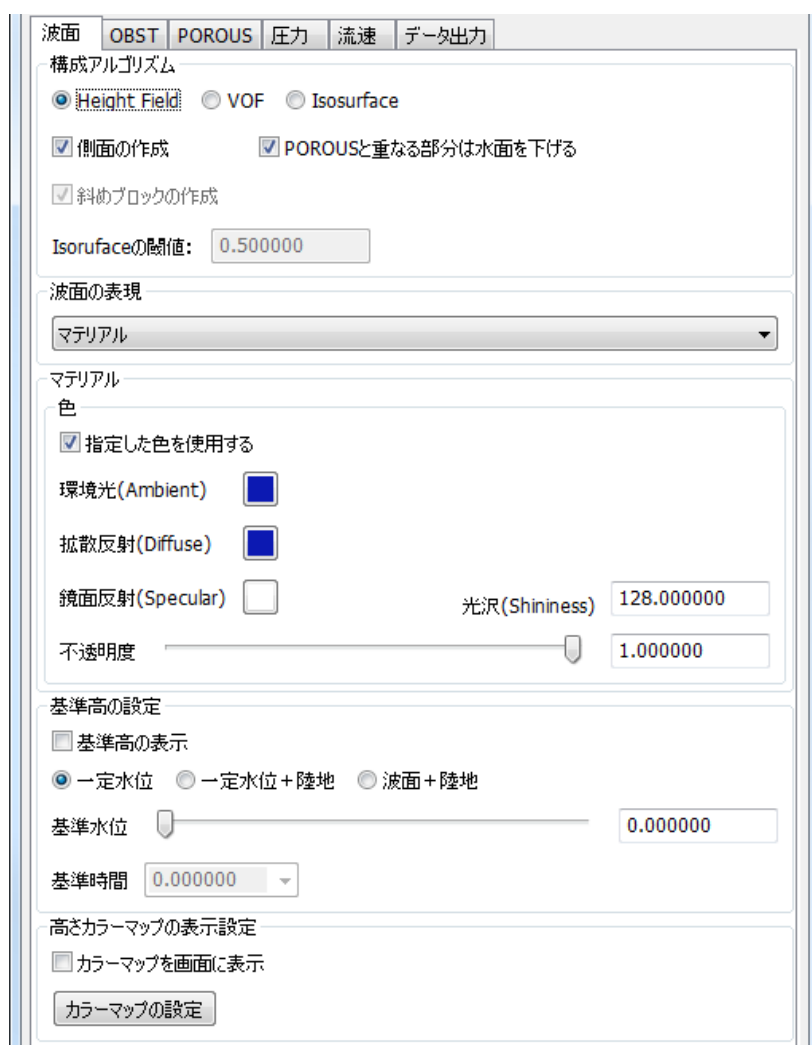 波面 OBST POROUS 圧力 流速 データ出力
構成アルゴリズム
Height Field VOF Isosurface
側面の作成 POROUSと重なる部分は水面を下げる
斜めブロックの作成
Isorufaceの閾値: 0.500000
波面の表現
マテリアル
マテリアル
色
指定した色を使用する
環境光(Ambient)
拡散反射(Diffuse)
鏡面反射(Specular) 光沢(Shininess) 128.000000
不透明度 1.000000
基準高の設定
基準高の表示
一定水位 一定水位+陸地 波面+陸地
基準水位 0.000000
基準時間 0.000000
高さカラーマップの表示設定
カラーマップを画面に表示
カラーマップの設定